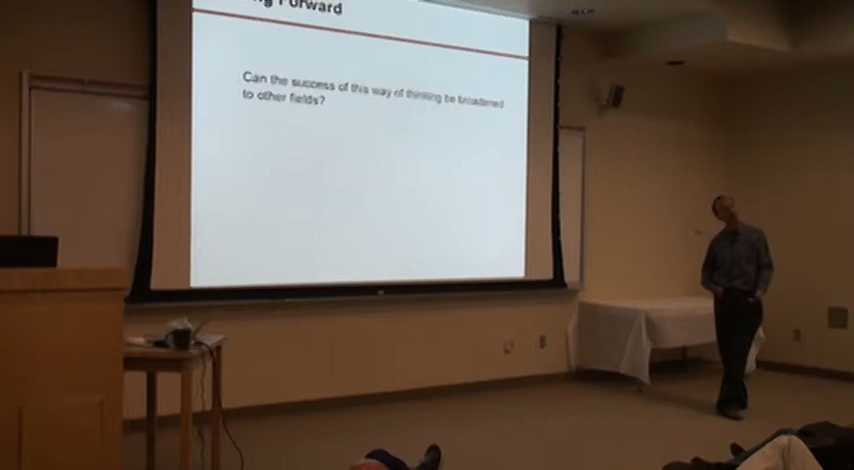 Forward
Can the success of this way of thinking be broadened
to other fields?